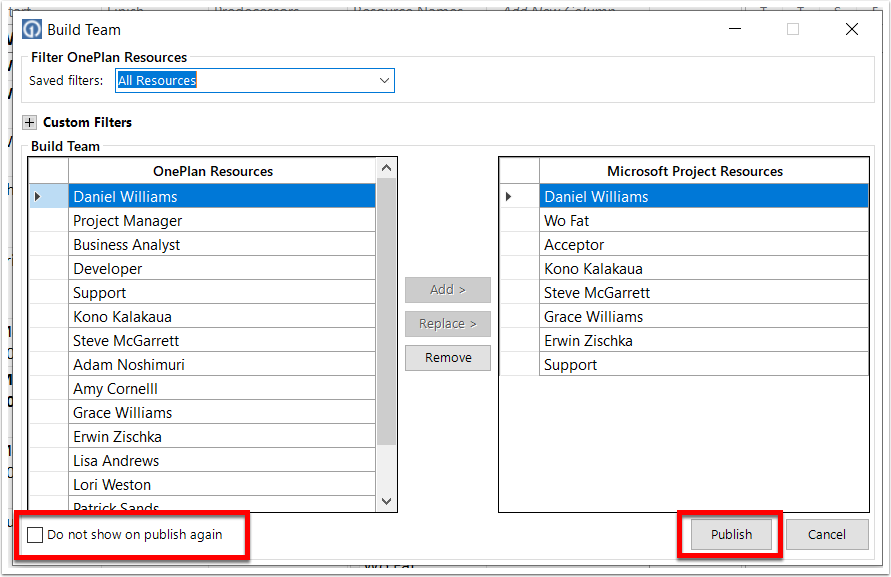 Build Team
Filter OnePlan Resources
Saved filters: All Resources
Custom Filters
Build Team
OnePlan Resources
Daniel Williams
Project Manager
Business Analyst
Developer
Support
Kono Kalakaua
Steve McGarrett
Adam Noshimuri
Amy Cornelll
Grace Williams
Erwin Zischka
Lisa Andrews
Lori Weston
Patrick Sands
Add >
Replace >
Remove
Microsoft Project Resources
Daniel Williams
Wo Fat
Acceptor
Kono Kalakaua
Steve McGarrett
Grace Williams
Erwin Zischka
Support
Do not show on publish again
Publish Cancel